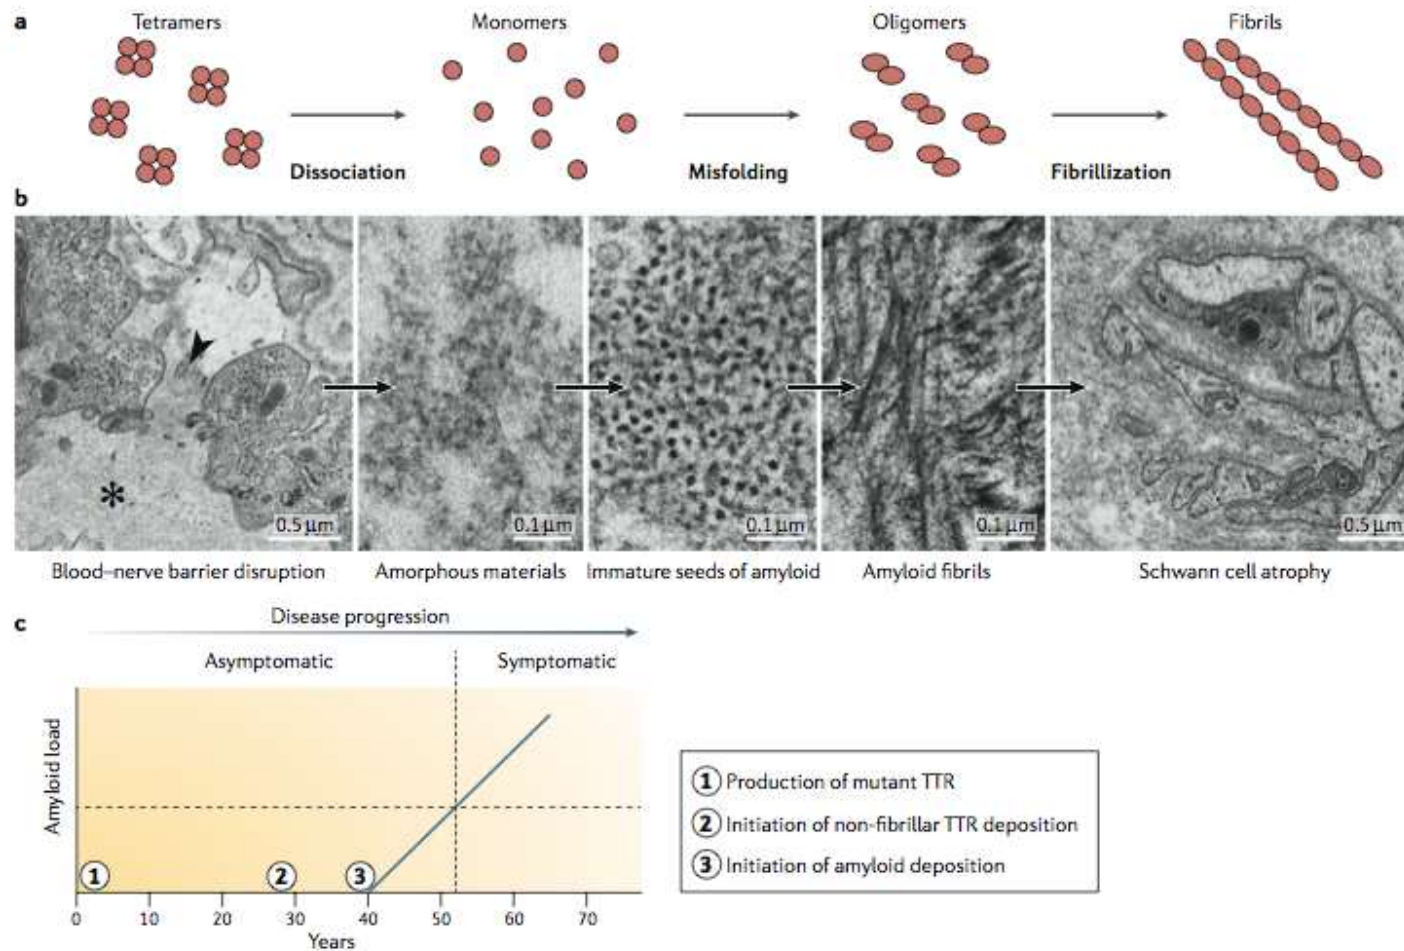 a
Tetramers Monomers Oligomers Fibrils
Dissociation Misfolding Fibrillization
b
0.5 µm 0.1 µm 0.1 µm 0.1 µm 0.5 µm
*
Blood–nerve barrier disruption Amorphous materials Immature seeds of amyloid Amyloid fibrils Schwann cell atrophy
c
Disease progression
Asymptomatic Symptomatic
Amyloid load
1 2 3
0 10 20 30 40 50 60 70
Years
1 Production of mutant TTR
2 Initiation of non-fibrillar TTR deposition
3 Initiation of amyloid deposition